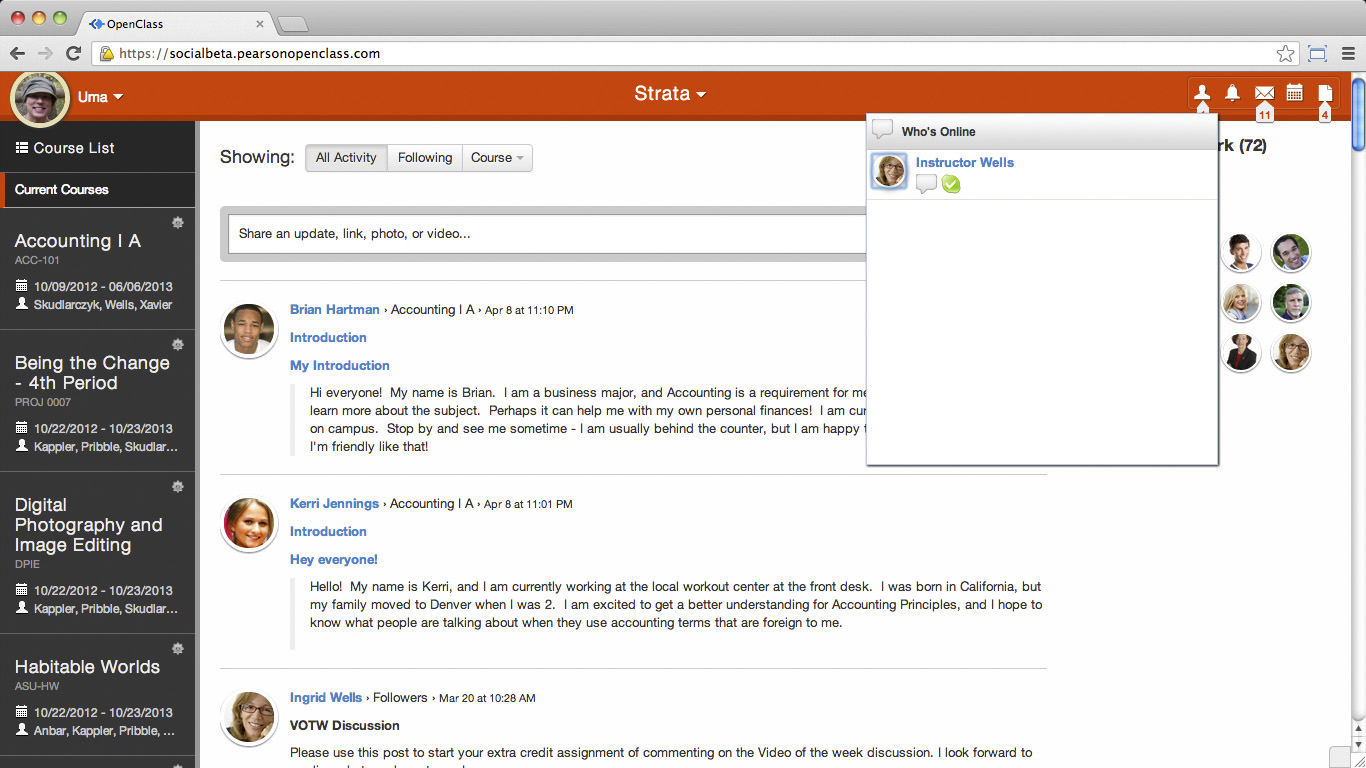 OpenClass
https://socialbeta.pearsonopenclass.com
Uma
Strata
11
4
Course List
Current Courses
Accounting I A
ACC-101
10/09/2012 - 06/06/2013
Skudlarczyk, Wells, Xavier
Being the Change
- 4th Period
PROJ 0007
10/22/2012 - 10/23/2013
Kappler, Pribble, Skudlar...
Digital
Photography and
Image Editing
DPIE
10/22/2012 - 10/23/2013
Kappler, Pribble, Skudlar...
Habitable Worlds
ASU-HW
10/22/2012 - 10/23/2013
Anbar, Kappler, Pribble, ...
Showing: All Activity Following Course
Share an update, link, photo, or video...
Brian Hartman › Accounting I A › Apr 8 at 11:10 PM
Introduction
My Introduction
Hi everyone! My name is Brian. I am a business major, and Accounting is a requirement for me
learn more about the subject. Perhaps it can help me with my own personal finances! I am cur
on campus. Stop by and see me sometime - I am usually behind the counter, but I am happy t
I'm friendly like that!
Kerri Jennings › Accounting I A › Apr 8 at 11:01 PM
Introduction
Hey everyone!
Hello! My name is Kerri, and I am currently working at the local workout center at the front desk. I was born in California, but
my family moved to Denver when I was 2. I am excited to get a better understanding for Accounting Principles, and I hope to
know what people are talking about when they use accounting terms that are foreign to me.
Ingrid Wells › Followers › Mar 20 at 10:28 AM
VOTW Discussion
Please use this post to start your extra credit assignment of commenting on the Video of the week discussion. I look forward to
Who's Online
Instructor Wells
rk (72)